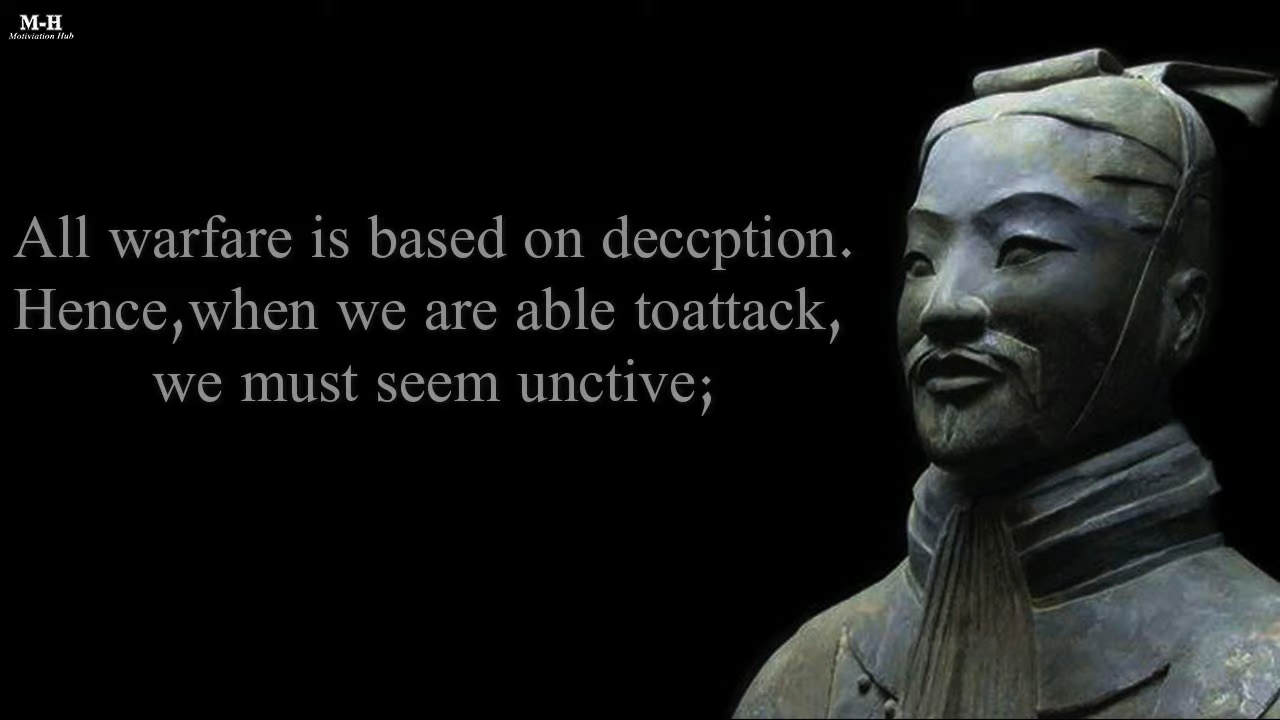 M-H
Motiviation Hub
All warfare is based on deccption.
Hence,when we are able toattack,
we must seem unctive;